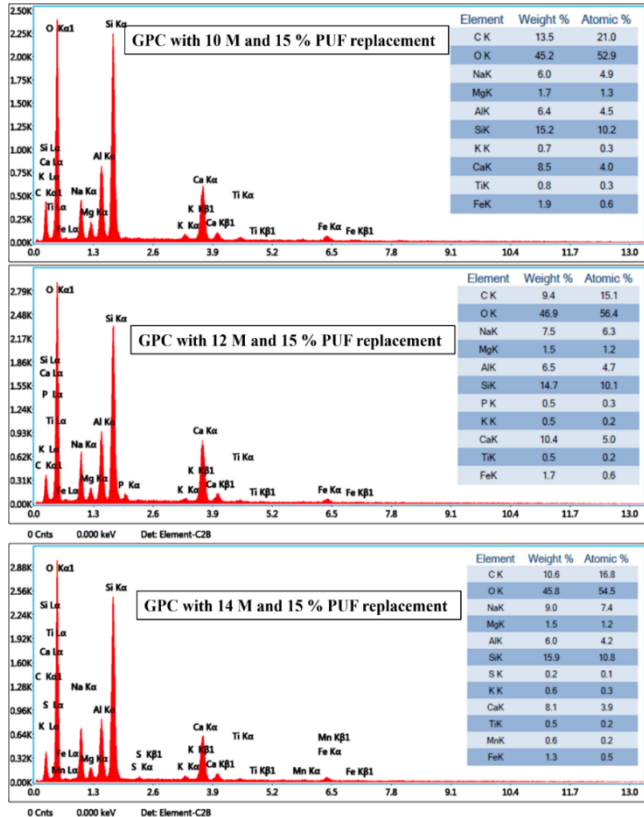 2.50K
2.25K
2.00K
1.75K
1.50K
1.25K
1.00K
0.75K
0.50K
0.25K
0.00K
O Kα1
Si Kα
GPC with 10 M and 15 % PUF replacement
Si Lα
Ca Lα
K Lα
C Kα1
Ti Lα
Fe Lα
Na Kα
Mg Kα
Al Kα
K Kα
K Kβ1
Ca Kα
Ca Kβ1
Ti Kα
Ti Kβ1
Fe Kα
Fe Kβ1
0.0 1.3 2.6 3.9 5.2 6.5 7.8 9.1 10.4 11.7 13.0
Element Weight % Atomic %
C K 13.5 21.0
O K 45.2 52.9
NaK 6.0 4.9
MgK 1.7 1.3
AlK 6.4 4.5
SiK 15.2 10.2
K K 0.7 0.3
CaK 8.5 4.0
TiK 0.8 0.3
FeK 1.9 0.6
2.79K
2.48K
2.17K
1.86K
1.55K
1.24K
0.93K
0.62K
0.31K
0.00K
O Kα1
Si Kα
GPC with 12 M and 15 % PUF replacement
Si Lα
Ca Lα
P Lα
Ti Lα
K Lα
C Kα1
Fe Lα
Na Kα
Mg Kα
Al Kα
P Kα
K Kα
K Kβ1
Ca Kα
Ca Kβ1
Ti Kα
Ti Kβ1
Fe Kα
Fe Kβ1
0.0 1.3 2.6 3.9 5.2 6.5 7.8 9.1 10.4 11.7 13.0
0 Cnts 0.000 keV Det: Element-C2B
Element Weight % Atomic %
C K 9.4 15.1
O K 46.9 56.4
NaK 7.5 6.3
MgK 1.5 1.2
AlK 6.5 4.7
SiK 14.7 10.1
P K 0.5 0.3
K K 0.5 0.2
CaK 10.4 5.0
TiK 0.5 0.2
FeK 1.7 0.6
2.88K
2.56K
2.24K
1.92K
1.60K
1.28K
0.96K
0.64K
0.32K
0.00K
O Kα1
Si Kα
GPC with 14 M and 15 % PUF replacement
Si Lα
Ti Lα
Ca Lα
C Kα1
S Lα
K Lα
Fe Lα
Mn Lα
Na Kα
Mg Kα
Al Kα
S Kβ1
S Kα
K Kα
K Kβ1
Ca Kα
Ca Kβ1
Ti Kα
Ti Kβ1
Mn Kβ1
Fe Kα
Mn Kα
Fe Kβ1
0.0 1.3 2.6 3.9 5.2 6.5 7.8 9.1 10.4 11.7 13.0
0 Cnts 0.000 keV Det: Element-C2B
Element Weight % Atomic %
C K 10.6 16.8
O K 45.8 54.5
NaK 9.0 7.4
MgK 1.5 1.2
AlK 6.0 4.2
SiK 15.9 10.8
S K 0.2 0.1
K K 0.6 0.3
CaK 8.1 3.9
TiK 0.5 0.2
MnK 0.6 0.2
FeK 1.3 0.5